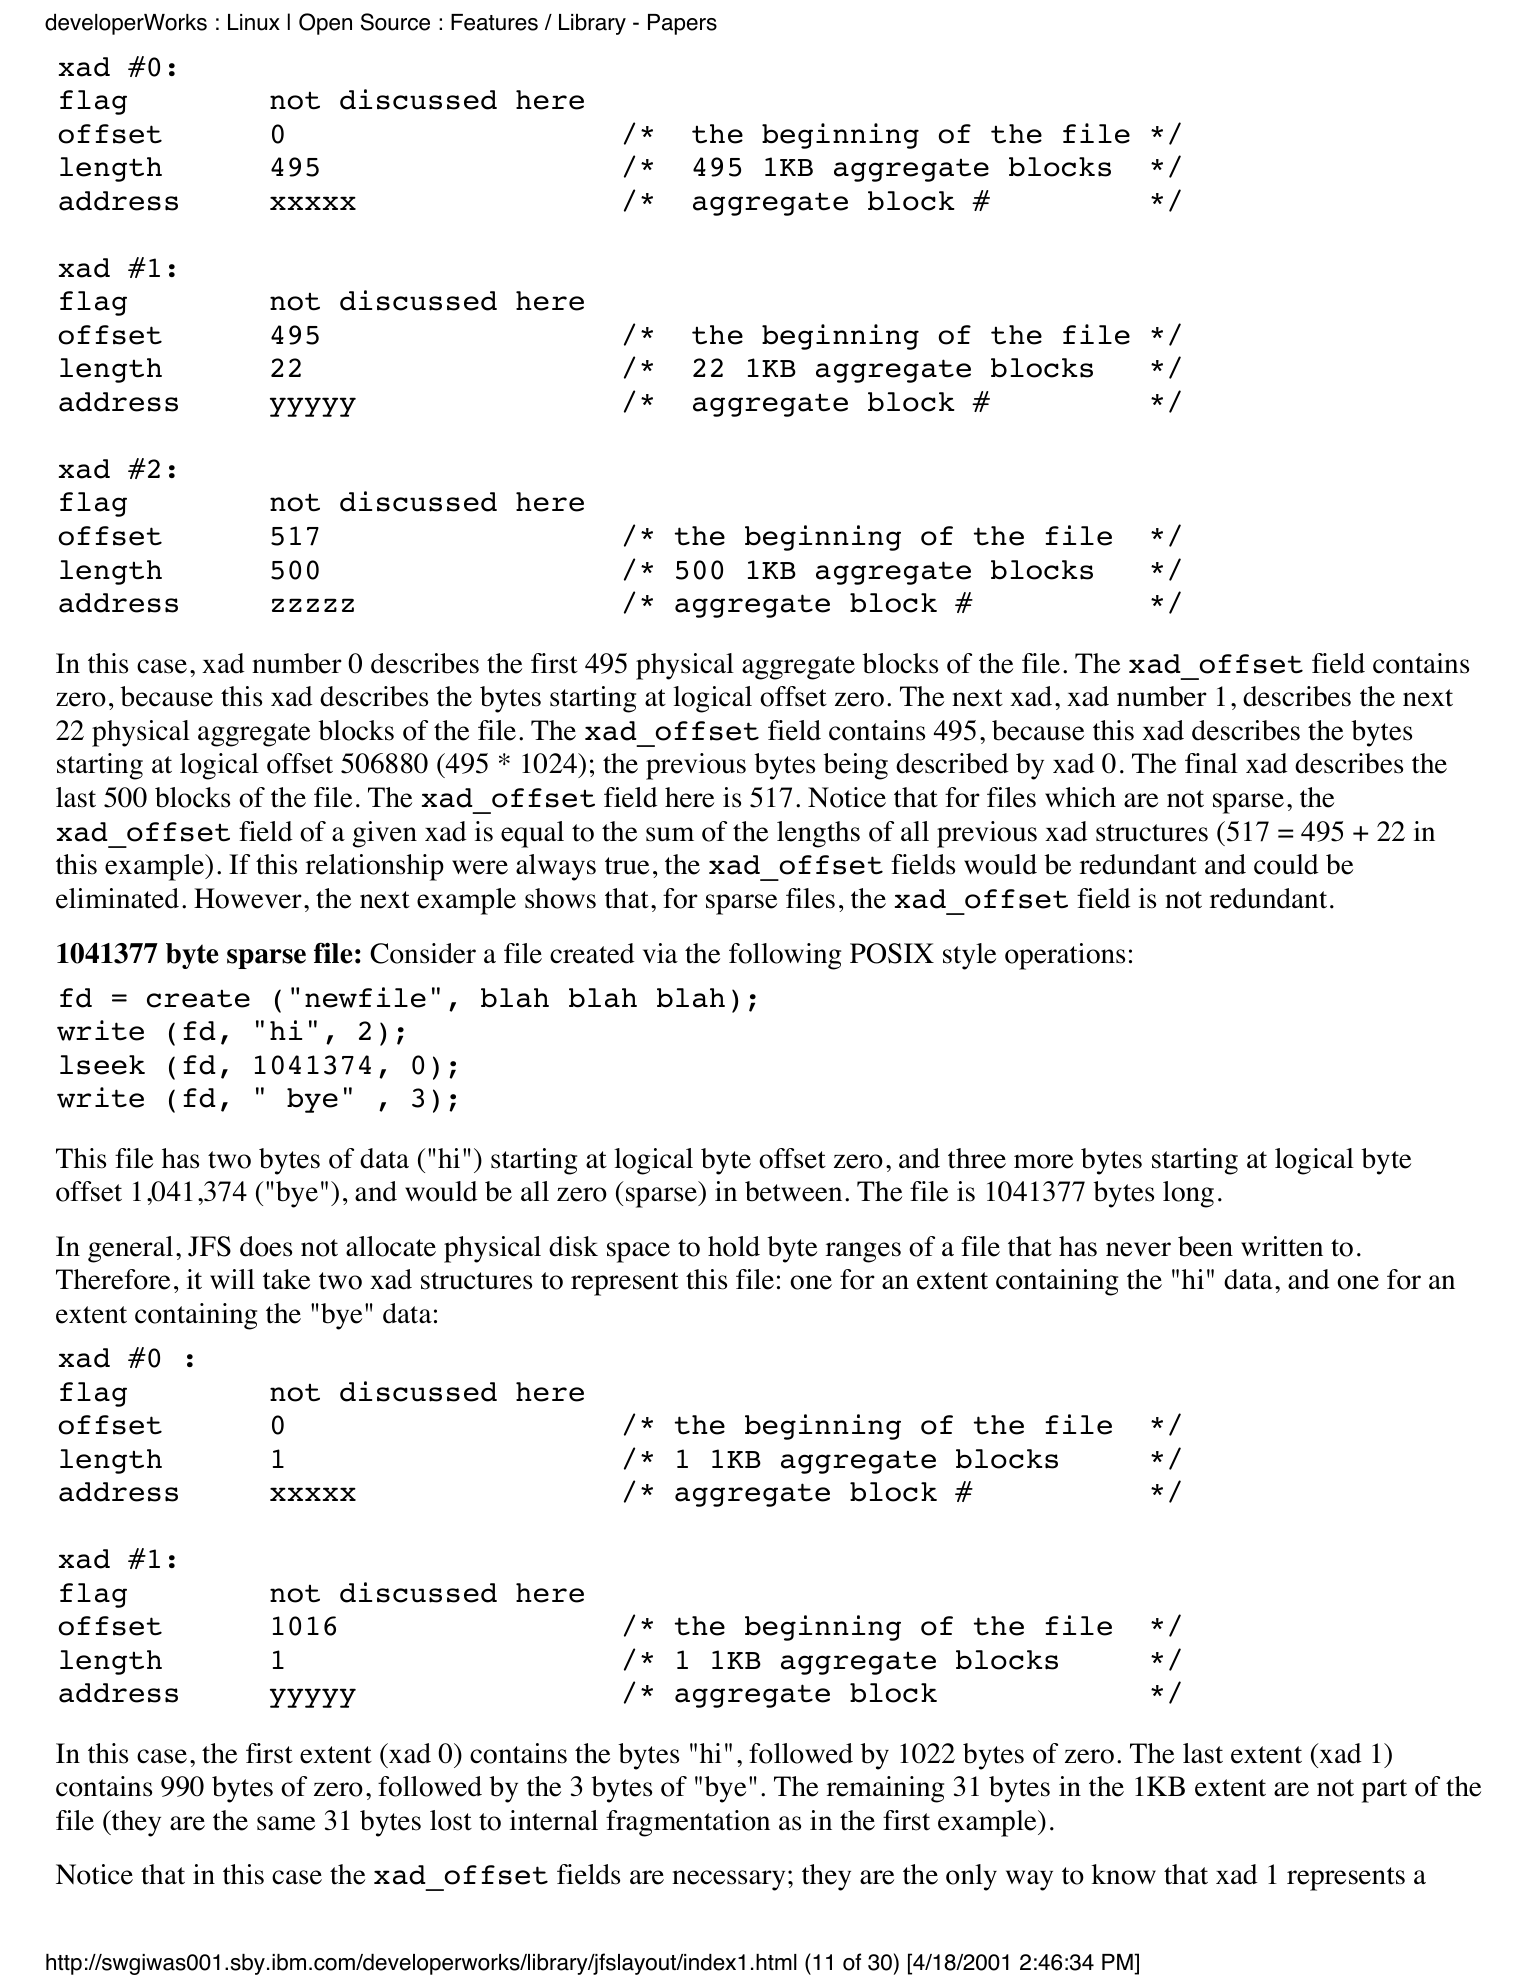 developerWorks : Linux | Open Source : Features / Library - Papers
xad #0:
flag not discussed here
offset 0 /* the beginning of the file */
length 495 /* 495 1KB aggregate blocks */
address xxxxx /* aggregate block # */
xad #1:
flag not discussed here
offset 495 /* the beginning of the file */
length 22 /* 22 1KB aggregate blocks */
address yyyyy /* aggregate block # */
xad #2:
flag not discussed here
offset 517 /* the beginning of the file */
length 500 /* 500 1KB aggregate blocks */
address zzzzz /* aggregate block # */
In this case, xad number 0 describes the first 495 physical aggregate blocks of the file. The xad_offset field contains
zero, because this xad describes the bytes starting at logical offset zero. The next xad, xad number 1, describes the next
22 physical aggregate blocks of the file. The xad_offset field contains 495, because this xad describes the bytes
starting at logical offset 506880 (495 * 1024); the previous bytes being described by xad 0. The final xad describes the
last 500 blocks of the file. The xad_offset field here is 517. Notice that for files which are not sparse, the
xad_offset field of a given xad is equal to the sum of the lengths of all previous xad structures (517 = 495 + 22 in
this example). If this relationship were always true, the xad_offset fields would be redundant and could be
eliminated. However, the next example shows that, for sparse files, the xad_offset field is not redundant.
1041377 byte sparse file: Consider a file created via the following POSIX style operations:
fd = create ("newfile", blah blah blah);
write (fd, "hi", 2);
lseek (fd, 1041374, 0);
write (fd, " bye" , 3);
This file has two bytes of data ("hi") starting at logical byte offset zero, and three more bytes starting at logical byte
offset 1,041,374 ("bye"), and would be all zero (sparse) in between. The file is 1041377 bytes long.
In general, JFS does not allocate physical disk space to hold byte ranges of a file that has never been written to.
Therefore, it will take two xad structures to represent this file: one for an extent containing the "hi" data, and one for an
extent containing the "bye" data:
xad #0 :
flag not discussed here
offset 0 /* the beginning of the file */
length 1 /* 1 1KB aggregate blocks */
address xxxxx /* aggregate block # */
xad #1:
flag not discussed here
offset 1016 /* the beginning of the file */
length 1 /* 1 1KB aggregate blocks */
address yyyyy /* aggregate block */
In this case, the first extent (xad 0) contains the bytes "hi", followed by 1022 bytes of zero. The last extent (xad 1)
contains 990 bytes of zero, followed by the 3 bytes of "bye". The remaining 31 bytes in the 1KB extent are not part of the
file (they are the same 31 bytes lost to internal fragmentation as in the first example).
Notice that in this case the xad_offset fields are necessary; they are the only way to know that xad 1 represents a
http://swgiwas001.sby.ibm.com/developerworks/library/jfslayout/index1.html (11 of 30) [4/18/2001 2:46:34 PM]